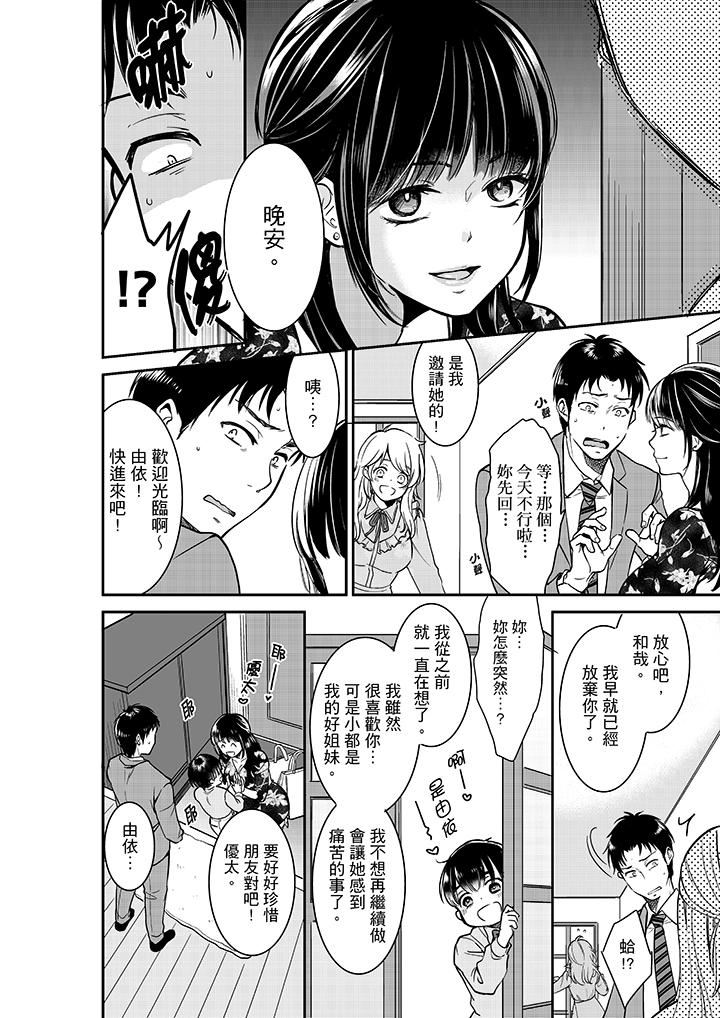 晚安。
嚇
!?
傻
小聲
等…那個…
今天不行啦…
妳先回…
小聲
是我
邀請她的！
咦…？
歡迎光臨啊～
由依！
快進來吧！
放心吧，
和哉。
我早就已經
放棄你了。
蛤!?
妳…
妳怎麼突然…？
我從之前
就一直在想了。
我雖然
很喜歡你…
可是小都是
我的好姐妹。
我不想再繼續做
會讓她感到
痛苦的事了。
啊—♥
是由依
——♥
耶
優太♥
耶
耶
要好好珍惜
朋友對吧！
優太。
由依…